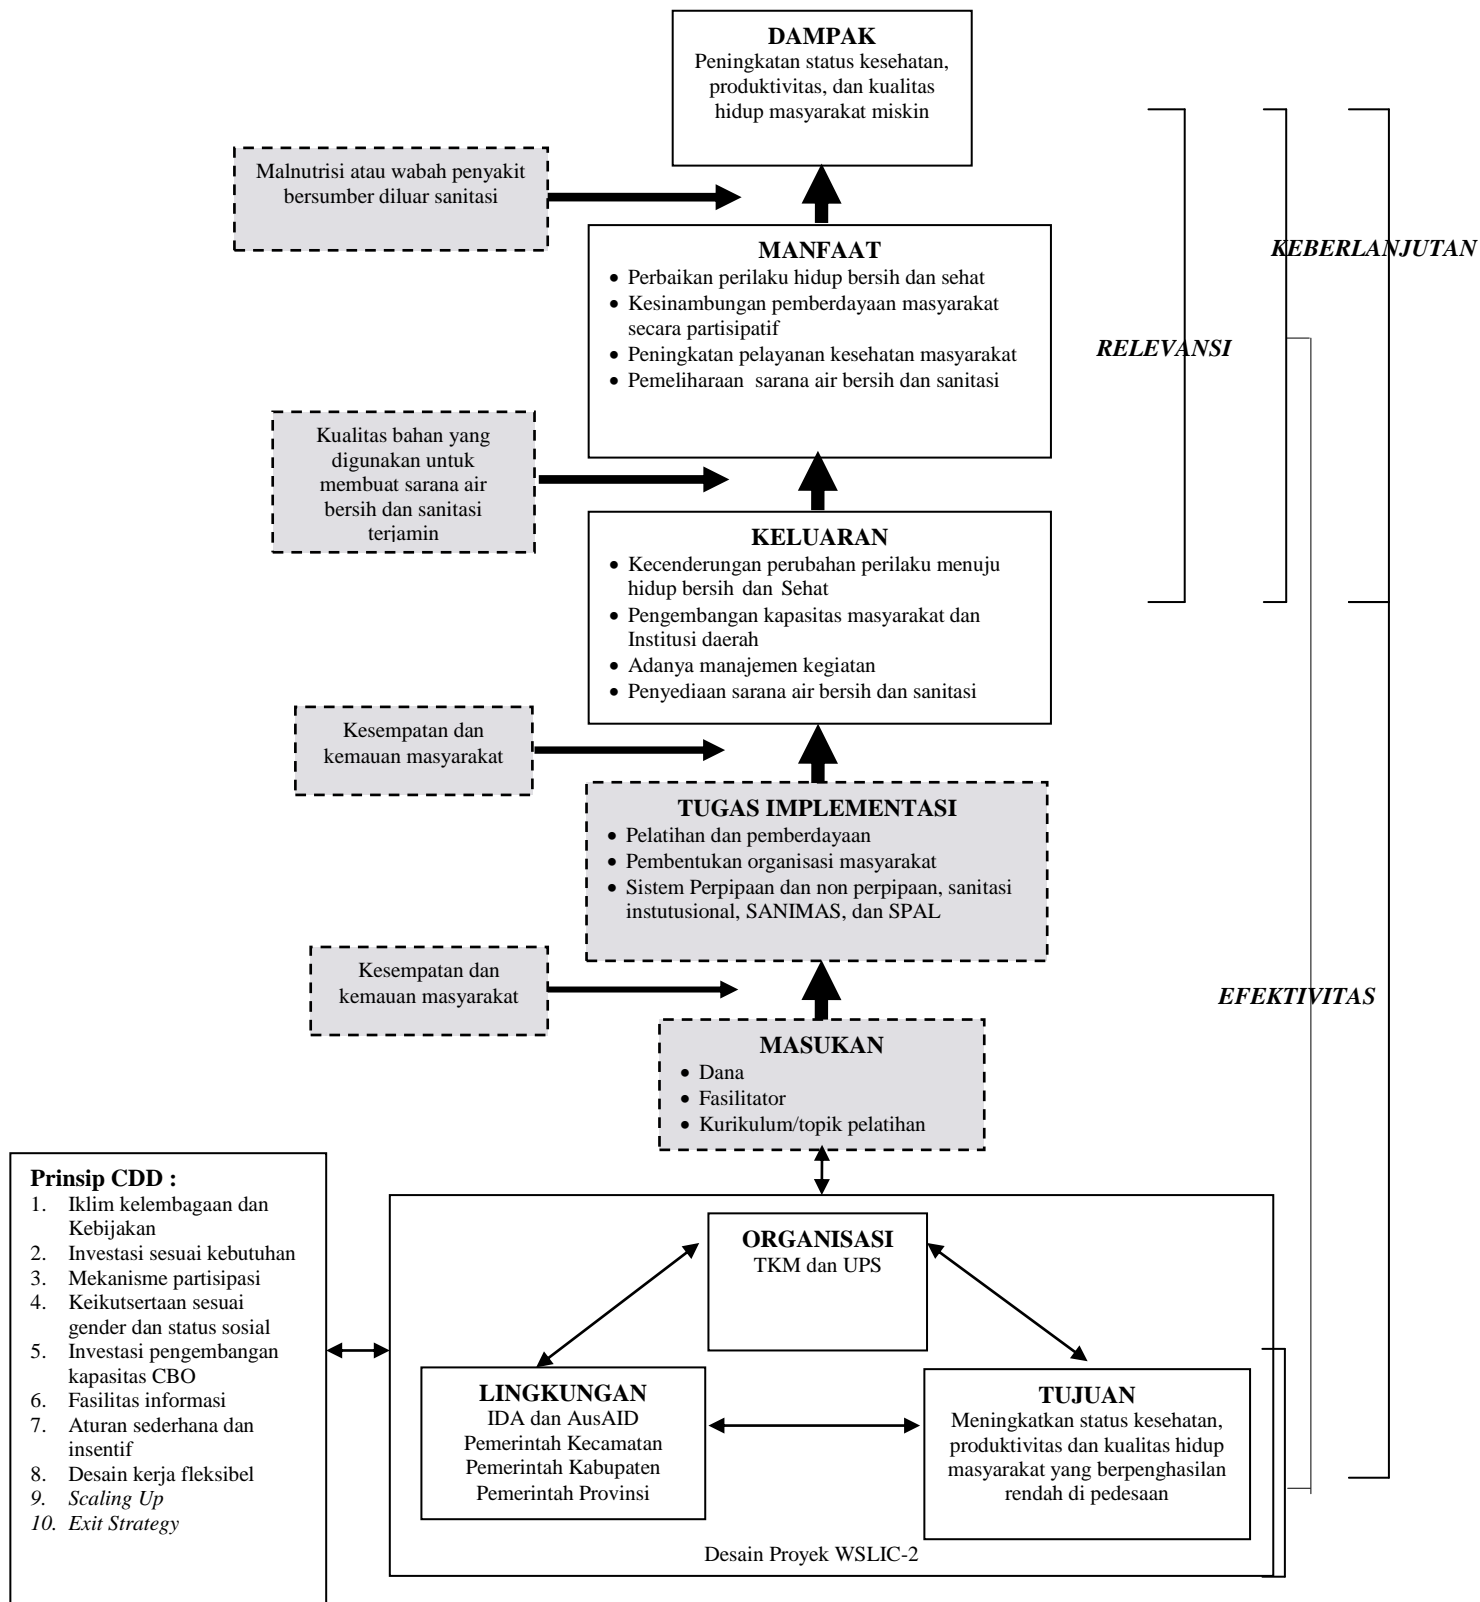 DAMPAK
Peningkatan status kesehatan,
produktivitas, dan kualitas
hidup masyarakat miskin
Malnutrisi atau wabah penyakit
bersumber diluar sanitasi
MANFAAT
• Perbaikan perilaku hidup bersih dan sehat
• Kesinambungan pemberdayaan masyarakat
secara partisipatif
• Peningkatan pelayanan kesehatan masyarakat
• Pemeliharaan sarana air bersih dan sanitasi
KEBERLANJUTAN
RELEVANSI
Kualitas bahan yang
digunakan untuk
membuat sarana air
bersih dan sanitasi
terjamin
KELUARAN
• Kecenderungan perubahan perilaku menuju
hidup bersih dan Sehat
• Pengembangan kapasitas masyarakat dan
Institusi daerah
• Adanya manajemen kegiatan
• Penyediaan sarana air bersih dan sanitasi
Kesempatan dan
kemauan masyarakat
TUGAS IMPLEMENTASI
• Pelatihan dan pemberdayaan
• Pembentukan organisasi masyarakat
• Sistem Perpipaan dan non perpipaan, sanitasi
instutusional, SANIMAS, dan SPAL
Kesempatan dan
kemauan masyarakat
EFEKTIVITAS
MASUKAN
• Dana
• Fasilitator
• Kurikulum/topik pelatihan
Prinsip CDD :
1. Iklim kelembagaan dan
Kebijakan
2. Investasi sesuai kebutuhan
3. Mekanisme partisipasi
4. Keikutsertaan sesuai
gender dan status sosial
5. Investasi pengembangan
kapasitas CBO
6. Fasilitas informasi
7. Aturan sederhana dan
insentif
8. Desain kerja fleksibel
9. Scaling Up
10. Exit Strategy
ORGANISASI
TKM dan UPS
LINGKUNGAN
IDA dan AusAID
Pemerintah Kecamatan
Pemerintah Kabupaten
Pemerintah Provinsi
TUJUAN
Meningkatkan status kesehatan,
produktivitas dan kualitas hidup
masyarakat yang berpenghasilan
rendah di pedesaan
Desain Proyek WSLIC-2